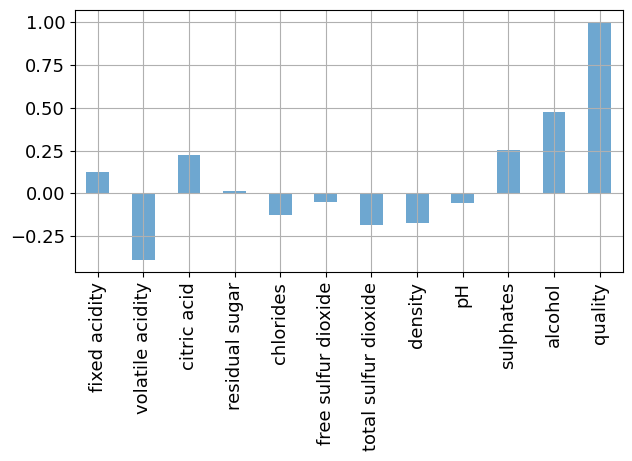 1.00
0.75
0.50
0.25
0.00
−0.25
fixed acidity
volatile acidity
citric acid
residual sugar
chlorides
free sulfur dioxide
total sulfur dioxide
density
pH
sulphates
alcohol
quality